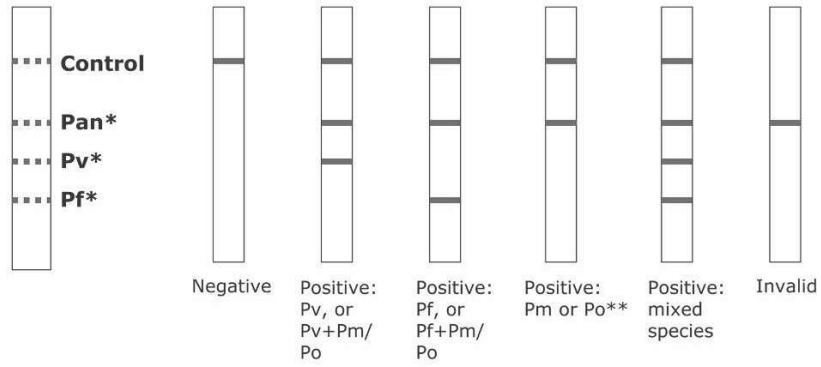 Control
Pan*
Pv*
Pf*
Negative
Positive:
Pv, or
Pv+Pm/
Po
Positive:
Pf, or
Pf+Pm/
Po
Positive:
Pm or Po**
Positive:
mixed
species
Invalid